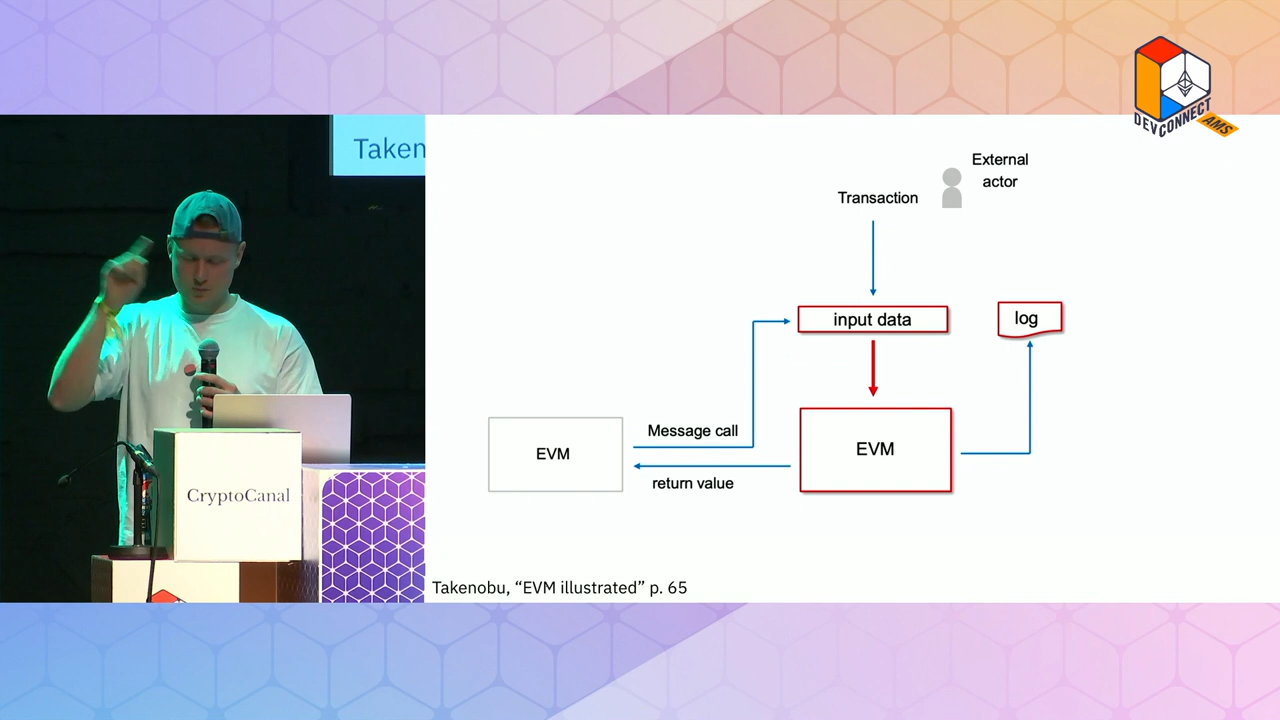 DEVCONNECT
AMS
Taken
External
actor
Transaction
input data
log
Message call
EVM
EVM
return value
CryptoCanal
Takenobu, “EVM illustrated” p. 65